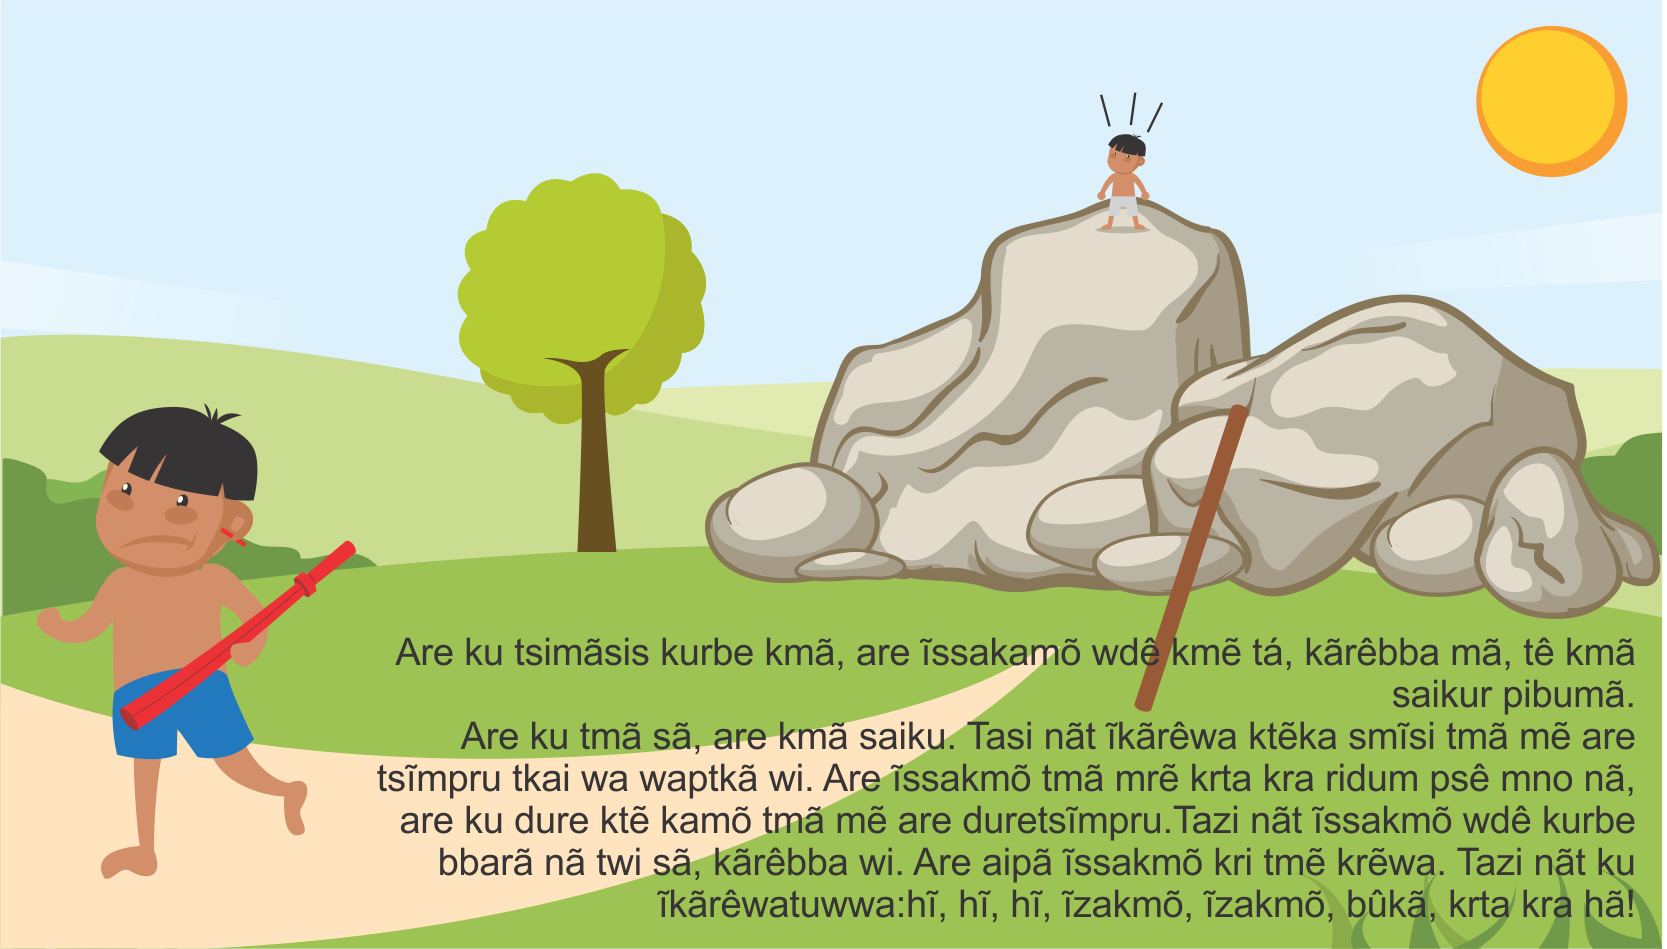 Are ku tsimãsis kurbe kmã, are ĩssakamõ wdê kmẽ tá, kãrêbba mã, tê kmã
saikur pibumã.
Are ku tmã sã, are kmã saiku. Tasi nãt ĩkãrêwa ktẽka smĩsi tmã mẽ are
tsĩmpru tkai wa waptkã wi. Are ĩssakmõ tmã mrẽ krta kra ridum psê mno nã,
are ku dure ktẽ kamõ tmã mẽ are duretsĩmpru.Tazi nãt ĩssakmõ wdê kurbe
bbarã nã twi sã, kãrêbba wi. Are aipã ĩssakmõ kri tmẽ krẽwa. Tazi nãt ku
ĩkãrêwatuwwa:hĩ, hĩ, hĩ, ĩzakmõ, ĩzakmõ, bûkã, krta kra hã!